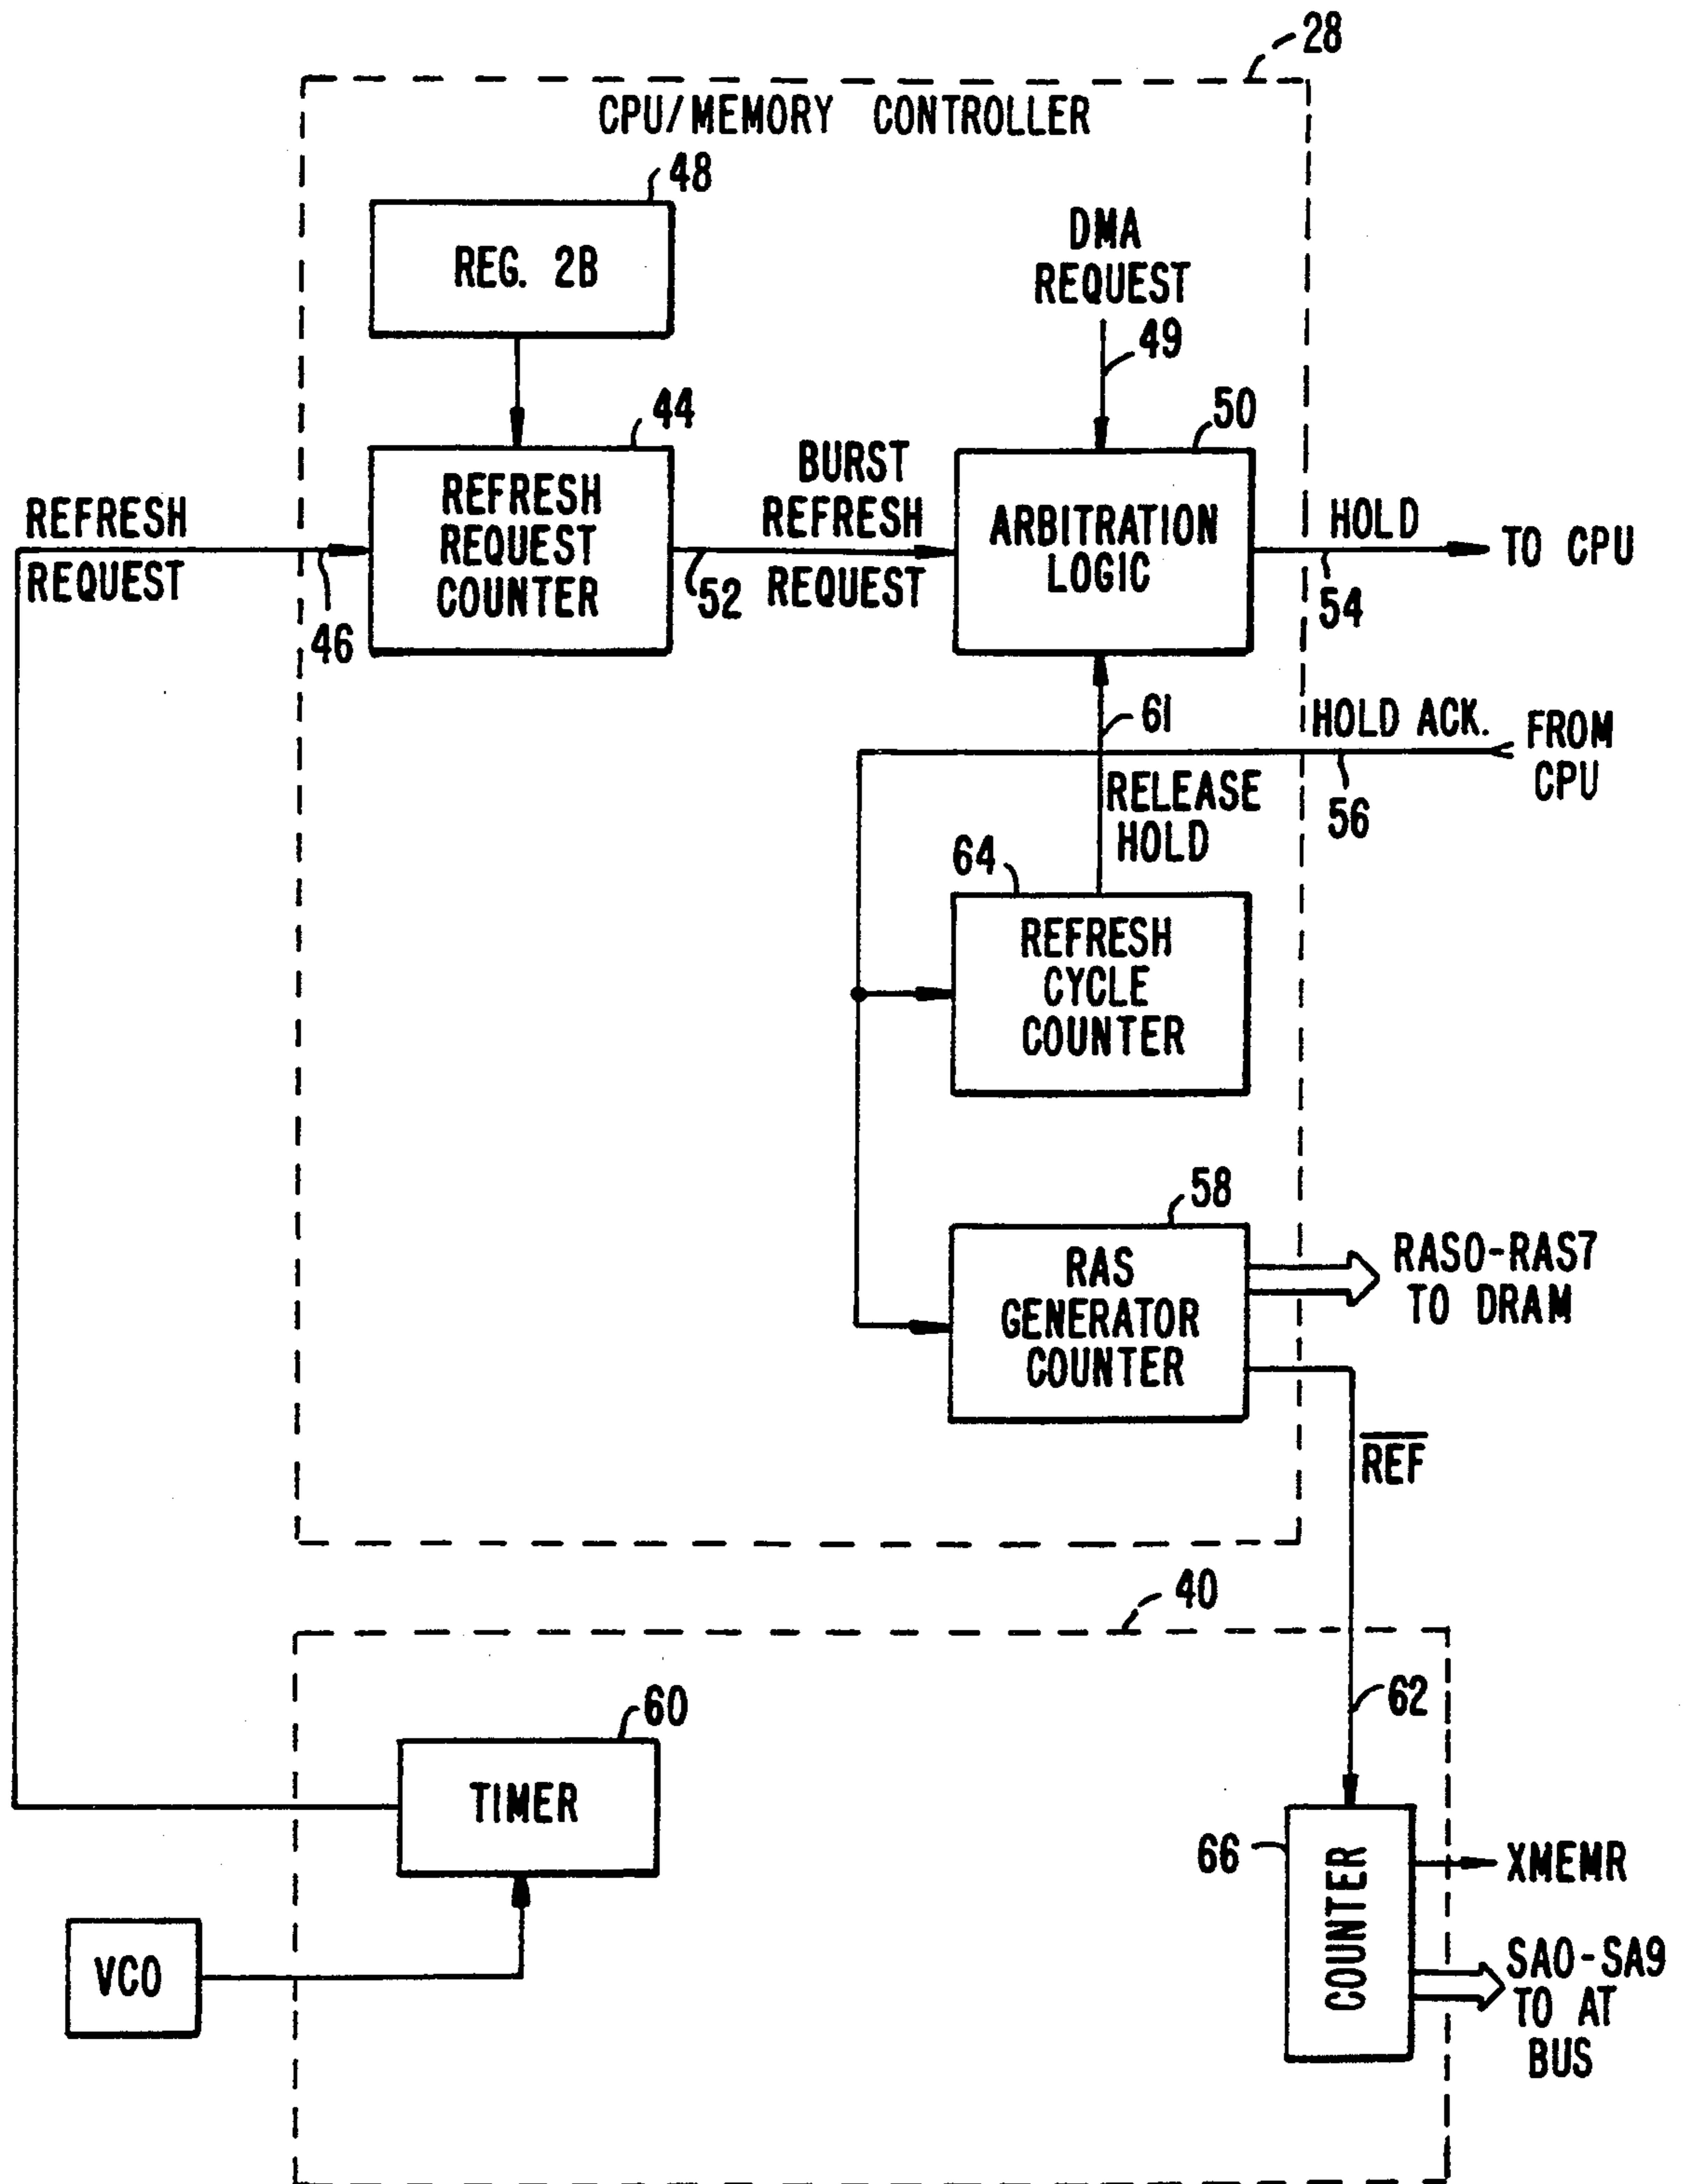 28
CPU/MEMORY CONTROLLER
48
REG. 2B
DMA
REQUEST
49
44
REFRESH
REQUEST
COUNTER
REFRESH
REQUEST
46
BURST
REFRESH
REQUEST
52
50
ARBITRATION
LOGIC
HOLD
TO CPU
54
61
HOLD ACK.
FROM
CPU
56
RELEASE
HOLD
64
REFRESH
CYCLE
COUNTER
58
RAS
GENERATOR
COUNTER
RAS0-RAS7
TO DRAM
REF
40
62
60
TIMER
VCO
66
COUNTER
XMEMR
SA0-SA9
TO AT
BUS